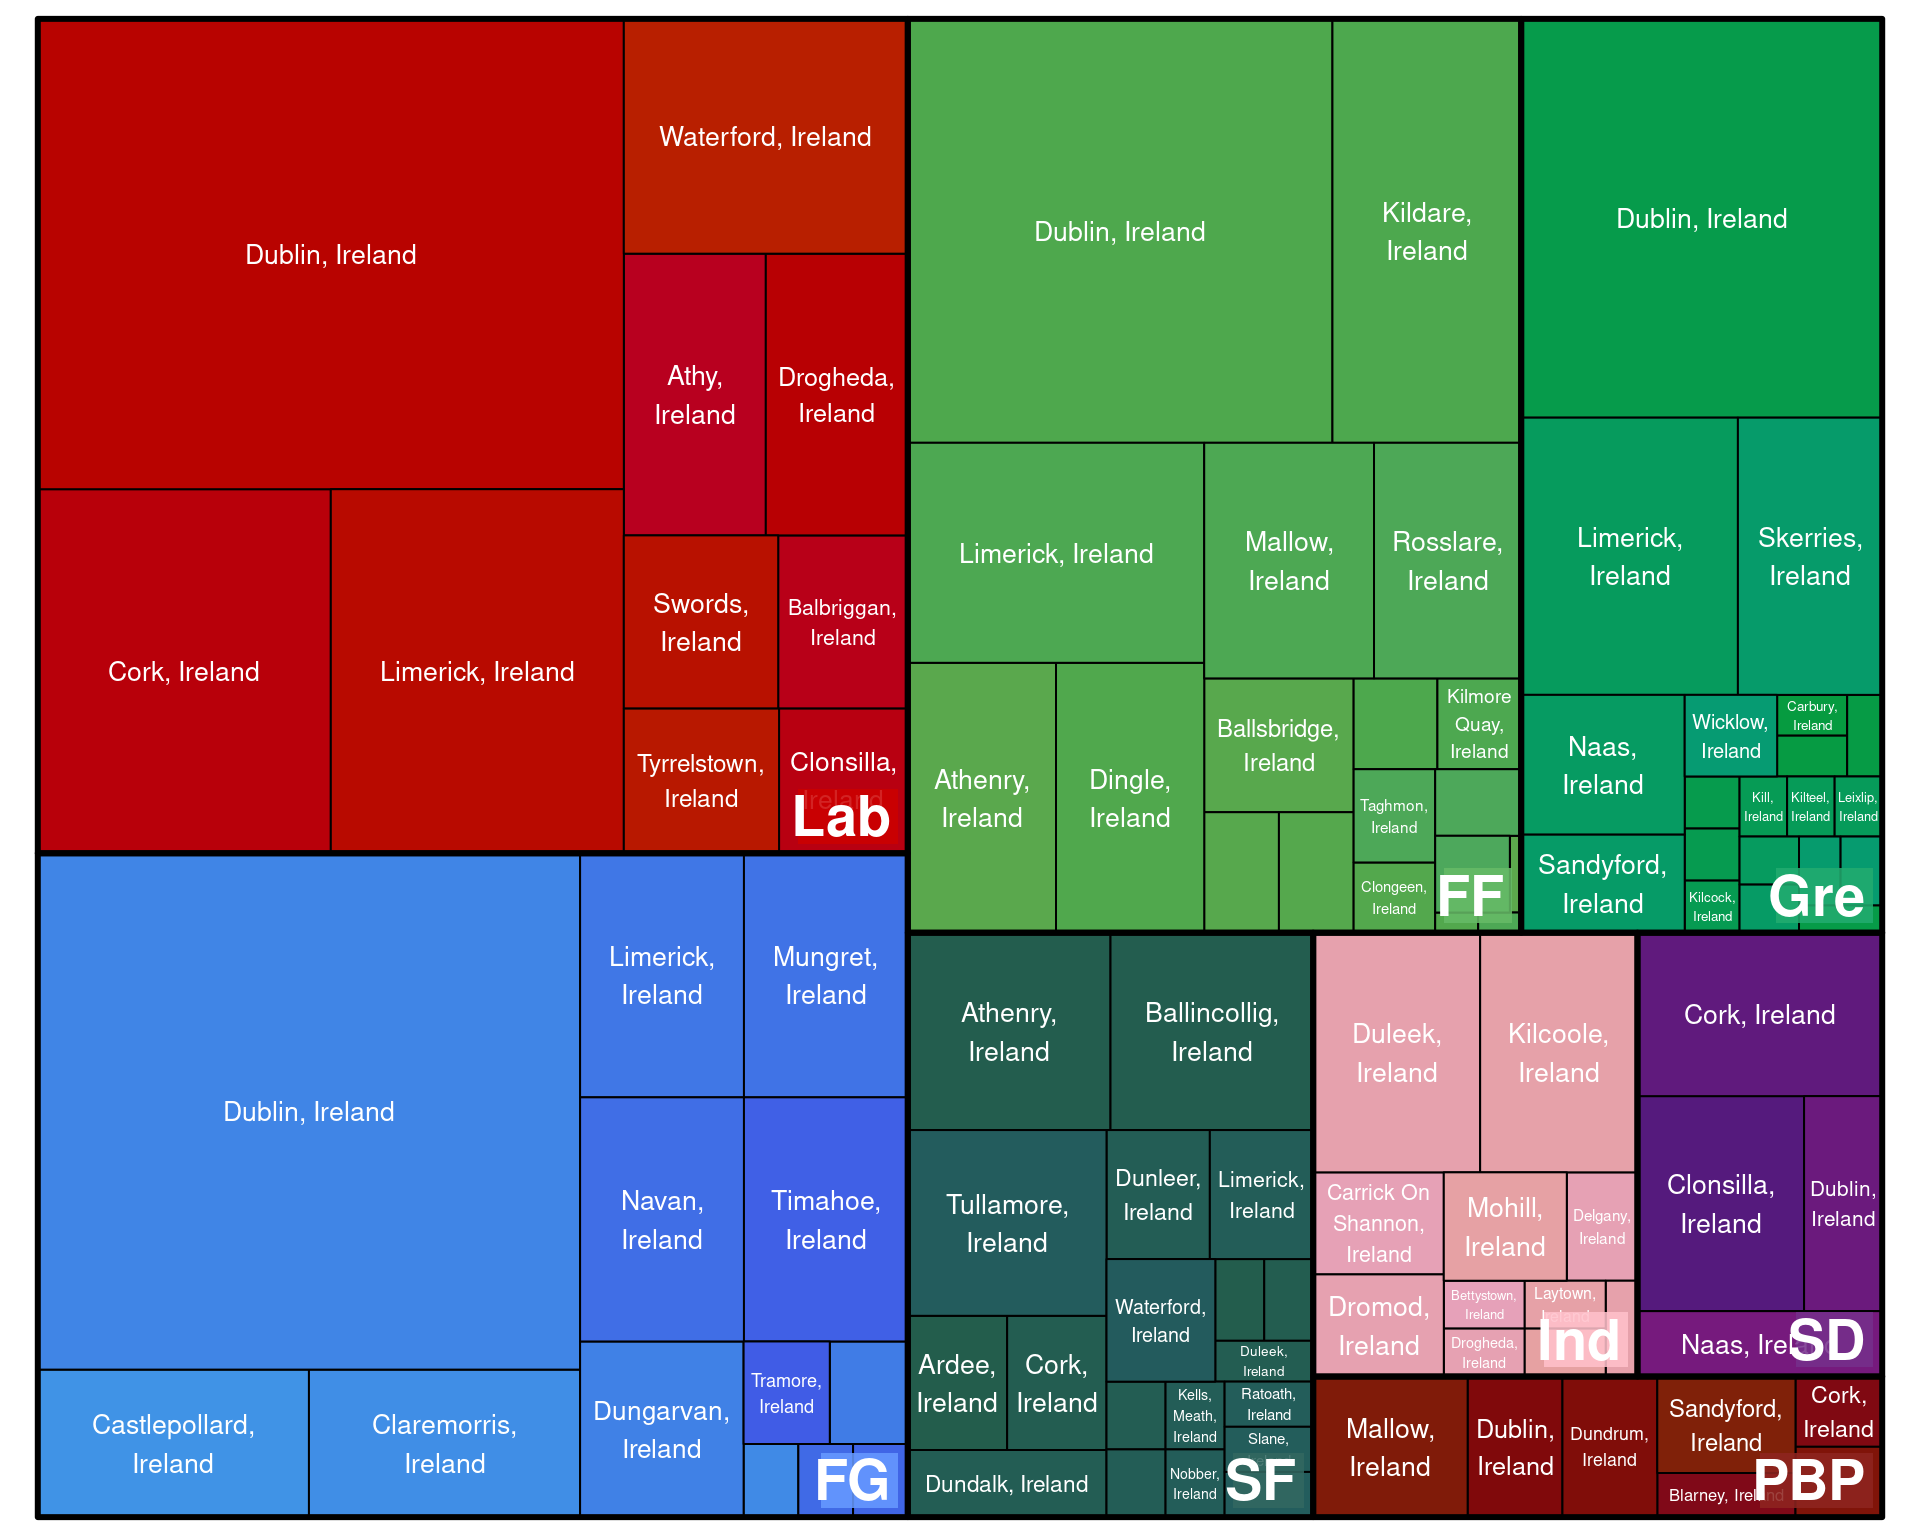 Dublin, Ireland
Waterford, Ireland
Athy,
Ireland
Drogheda,
Ireland
Cork, Ireland
Limerick, Ireland
Swords,
Ireland
Balbriggan,
Ireland
Tyrrelstown,
Ireland
Clonsilla,
Ireland
Lab
Dublin, Ireland
Kildare,
Ireland
Limerick, Ireland
Mallow,
Ireland
Rosslare,
Ireland
Athenry,
Ireland
Dingle,
Ireland
Ballsbridge,
Ireland
Kilmore
Quay,
Ireland
Taghmon,
Ireland
Clongeen,
Ireland
FF
Dublin, Ireland
Limerick,
Ireland
Skerries,
Ireland
Naas,
Ireland
Wicklow,
Ireland
Carbury,
Ireland
Kill,
Ireland
Kilteel,
Ireland
Leixlip,
Ireland
Sandyford,
Ireland
Kilcock,
Ireland
Gre
Dublin, Ireland
Limerick,
Ireland
Mungret,
Ireland
Navan,
Ireland
Timahoe,
Ireland
Castlepollard,
Ireland
Claremorris,
Ireland
Dungarvan,
Ireland
Tramore,
Ireland
FG
Athenry,
Ireland
Ballincollig,
Ireland
Tullamore,
Ireland
Dunleer,
Ireland
Limerick,
Ireland
Waterford,
Ireland
Duleek,
Ireland
Ardee,
Ireland
Cork,
Ireland
Kells,
Meath,
Ireland
Ratoath,
Ireland
Slane,
Dundalk, Ireland
Nobber,
Ireland
SF
Duleek,
Ireland
Kilcoole,
Ireland
Carrick On
Shannon,
Ireland
Mohill,
Ireland
Delgany,
Ireland
Dromod,
Ireland
Bettystown,
Ireland
Laytown,
Ireland
Drogheda,
Ireland
Ind
Cork, Ireland
Clonsilla,
Ireland
Dublin,
Ireland
Naas, Ireland
SD
Mallow,
Ireland
Dublin,
Ireland
Dundrum,
Ireland
Sandyford,
Ireland
Cork,
Ireland
Blarney, Ireland
PBP